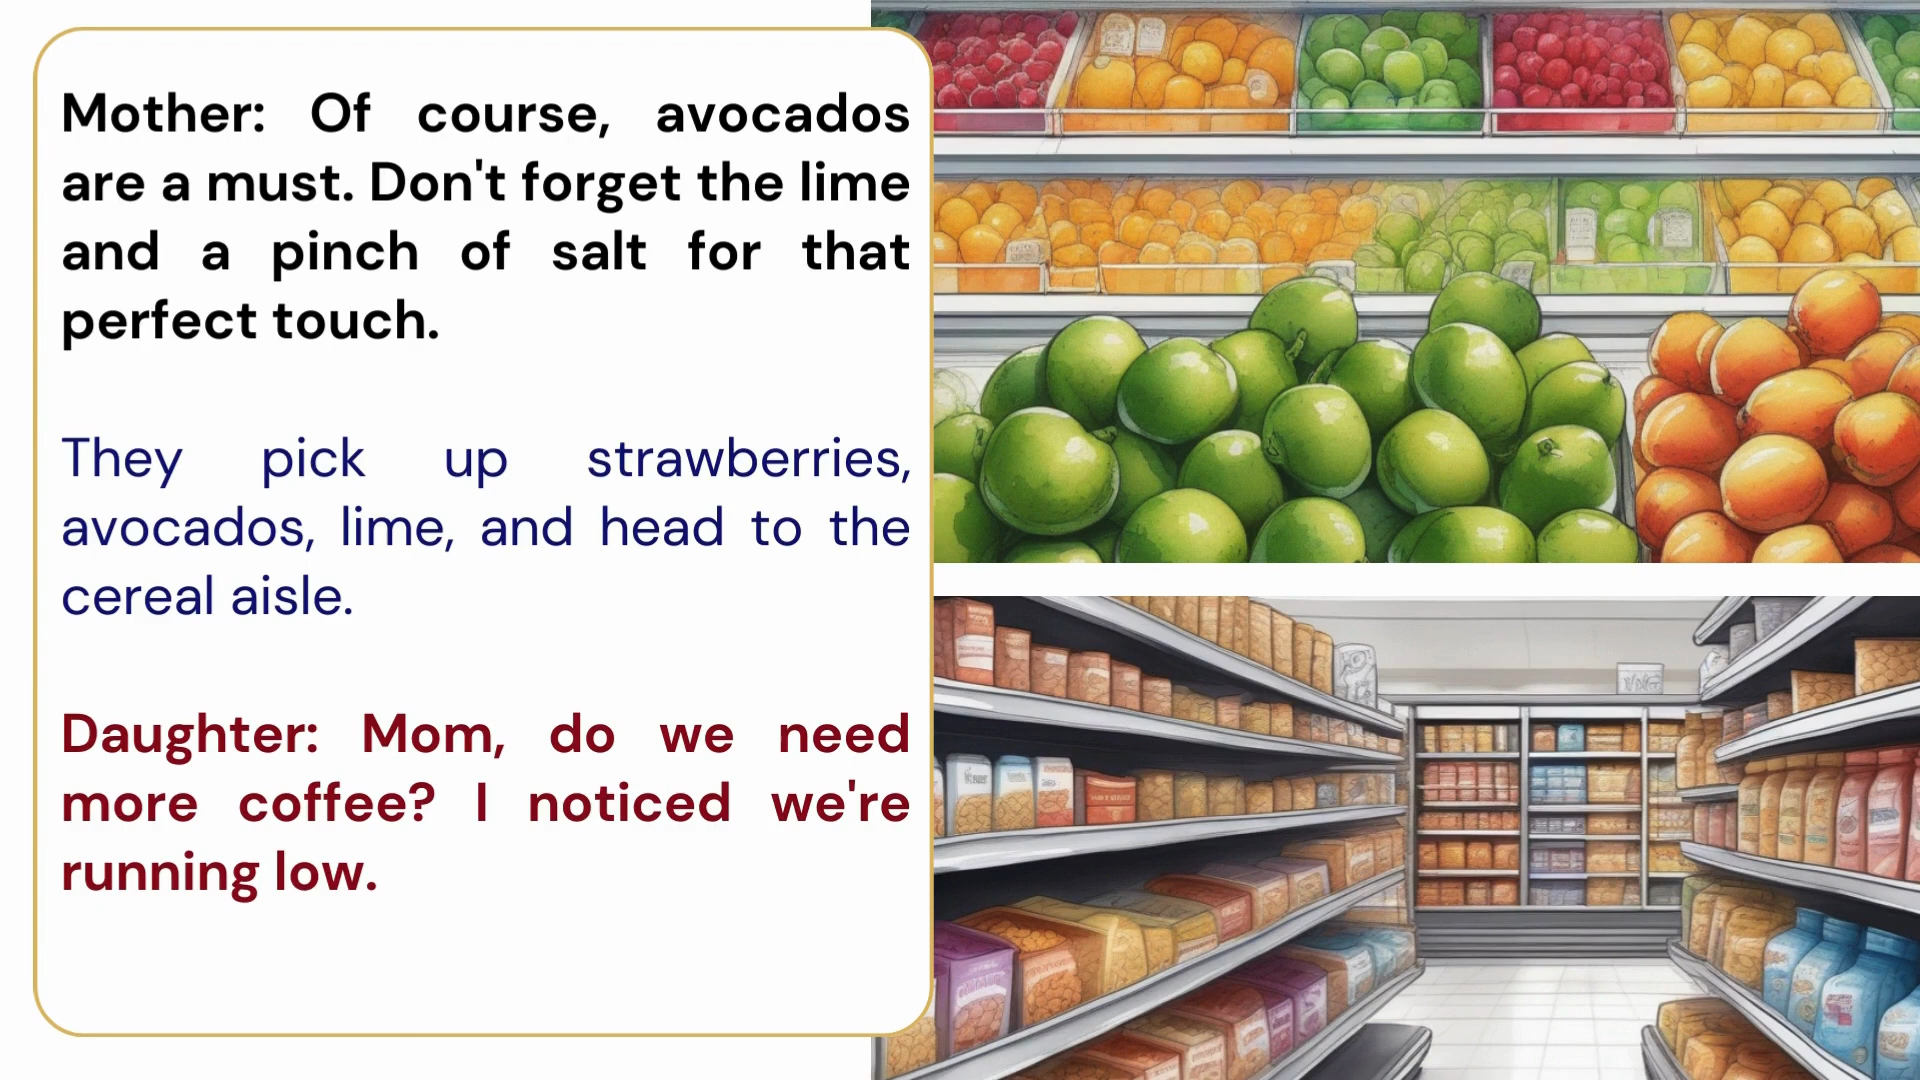 Mother: Of course, avocados
are a must. Don't forget the lime
and a pinch of salt for that
perfect touch.
They pick up strawberries,
avocados, lime, and head to the
cereal aisle.
Daughter: Mom, do we need
more coffee? I noticed we're
running low.